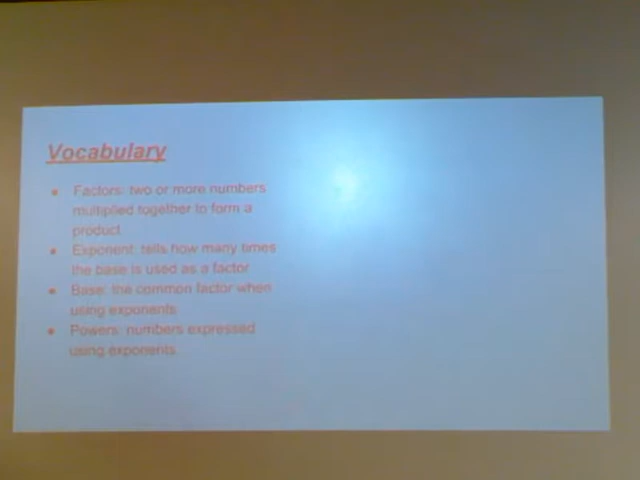 Vocabulary
● Factors: two or more numbers
multiplied together to form a
product
● Exponent: tells how many times
the base is used as a factor
● Base: the common factor when
using exponents
● Powers: numbers expressed
using exponents